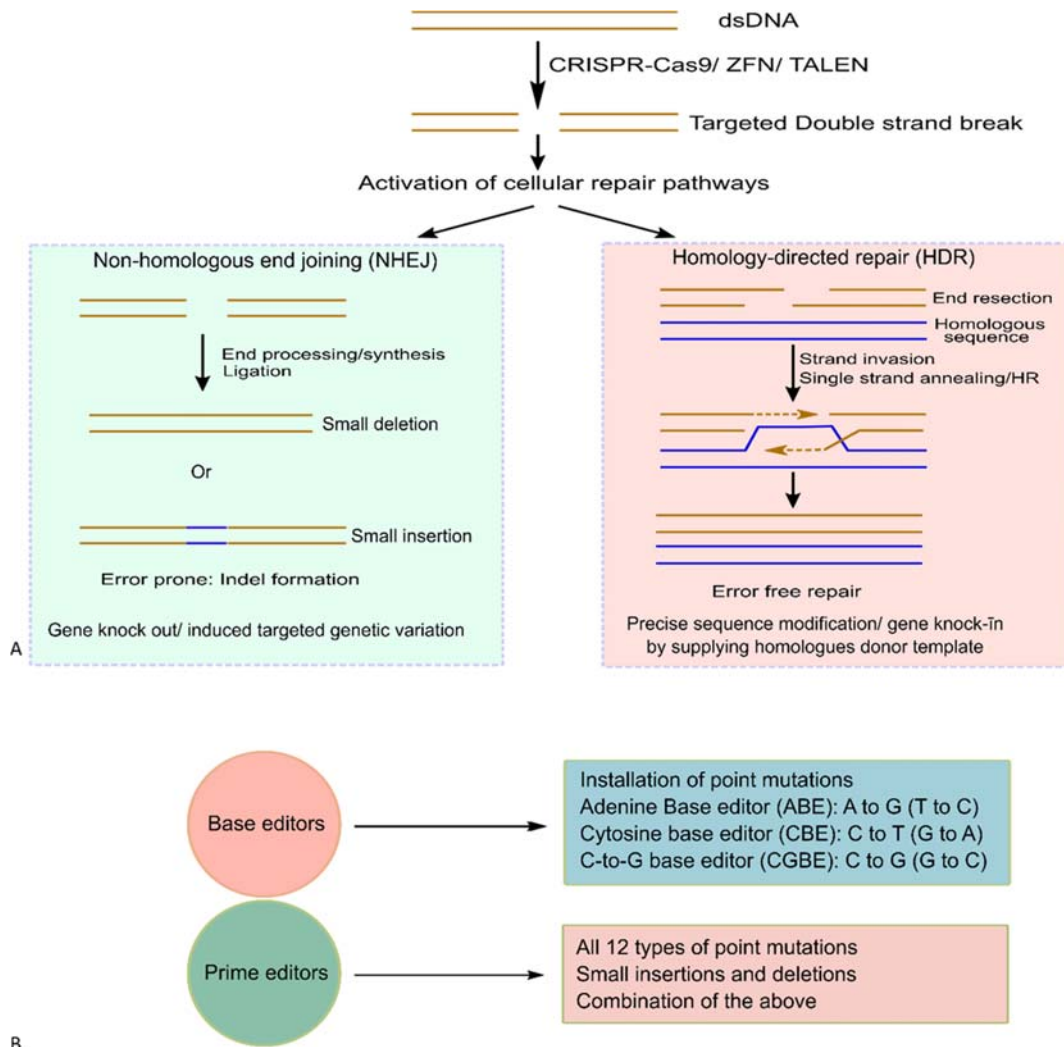 dsDNA
CRISPR-Cas9/ ZFN/ TALEN
Targeted Double strand break
Activation of cellular repair pathways
Non-homologous end joining (NHEJ)
End processing/synthesis
Ligation
Small deletion
Or
Small insertion
Error prone: Indel formation
Gene knock out/ induced targeted genetic variation
A
Homology-directed repair (HDR)
End resection
Homologous
sequence
Strand invasion
Single strand annealing/HR
Error free repair
Precise sequence modification/ gene knock-īn
by supplying homologues donor template
Base editors
Installation of point mutations
Adenine Base editor (ABE): A to G (T to C)
Cytosine base editor (CBE): C to T (G to A)
C-to-G base editor (CGBE): C to G (G to C)
Prime editors
All 12 types of point mutations
Small insertions and deletions
Combination of the above
B